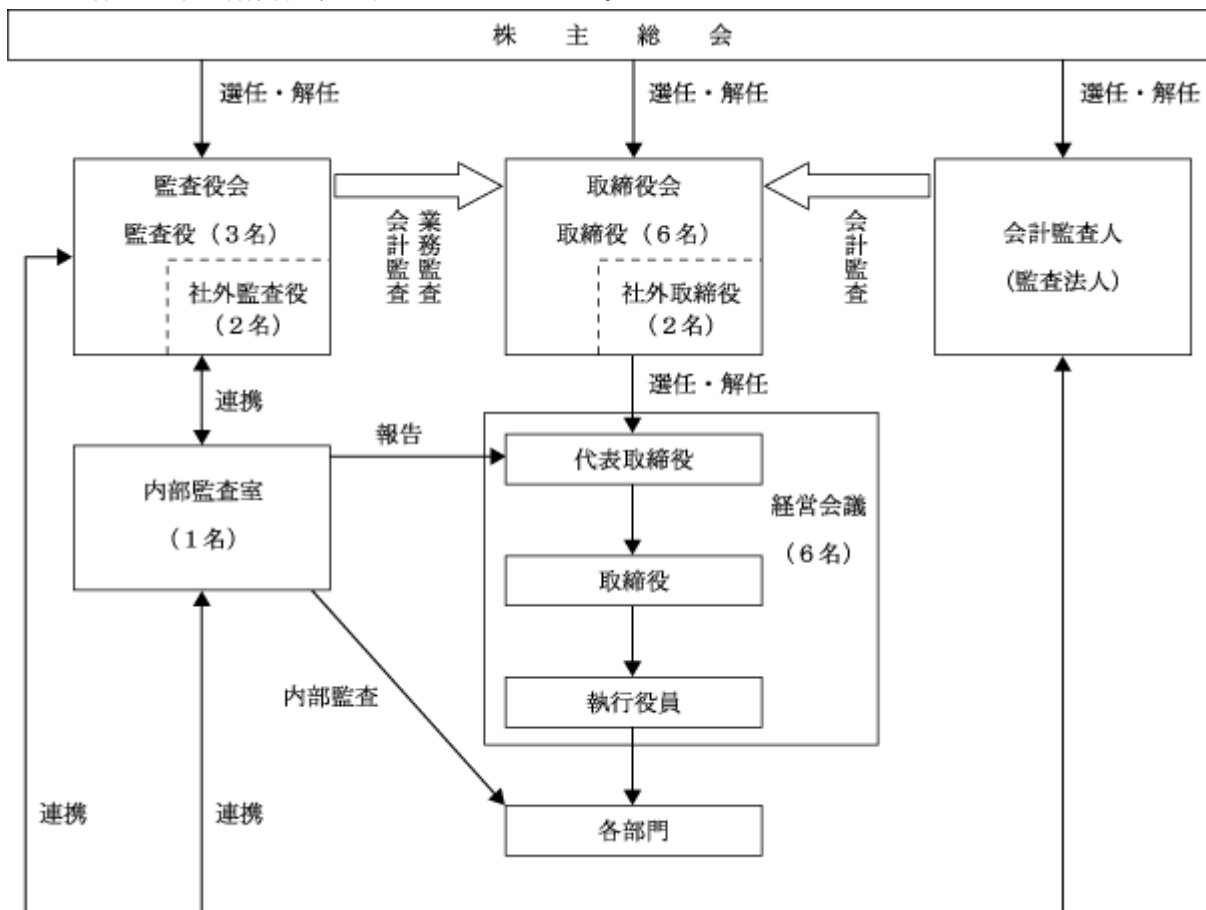 株主総会
選任・解任
選任・解任
選任・解任
監査役会
監査役（３名）
社外監査役
（２名）
業務監査
会計監査
取締役会
取締役（６名）
社外取締役
（２名）
会計監査
会計監査人
（監査法人）
連携
選任・解任
報告
内部監査室
（１名）
代表取締役
取締役
執行役員
経営会議
（６名）
内部監査
連携
連携
各部門